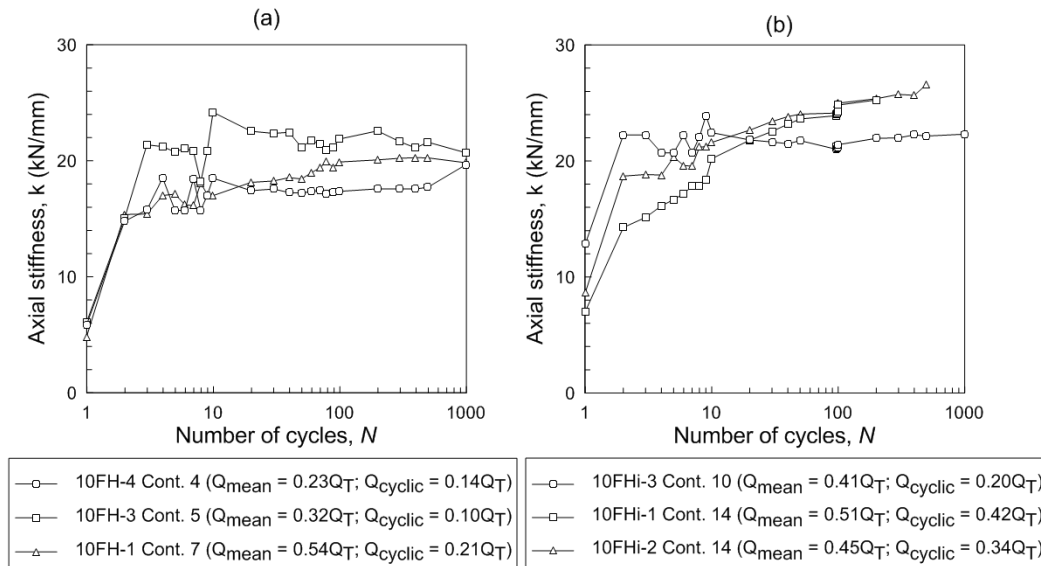 (a)
30
20
10
0
Axial stiffness, k (kN/mm)
1
10
100
1000
Number of cycles, N
10FH-4 Cont. 4 (Qmean = 0.23QT; Qcyclic = 0.14QT)
10FH-3 Cont. 5 (Qmean = 0.32QT; Qcyclic = 0.10QT)
10FH-1 Cont. 7 (Qmean = 0.54QT; Qcyclic = 0.21QT)
(b)
30
20
10
0
Axial stiffness, k (kN/mm)
1
10
100
1000
Number of cycles, N
10FHi-3 Cont. 10 (Qmean = 0.41QT; Qcyclic = 0.20QT)
10FHi-1 Cont. 14 (Qmean = 0.51QT; Qcyclic = 0.42QT)
10FHi-2 Cont. 14 (Qmean = 0.45QT; Qcyclic = 0.34QT)